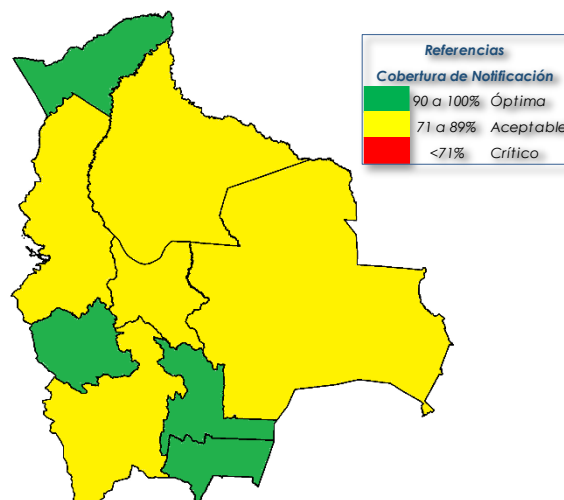 Referencias
Cobertura de Notificación
90 a 100% Óptima
71 a 89% Aceptable
<71% Crítico